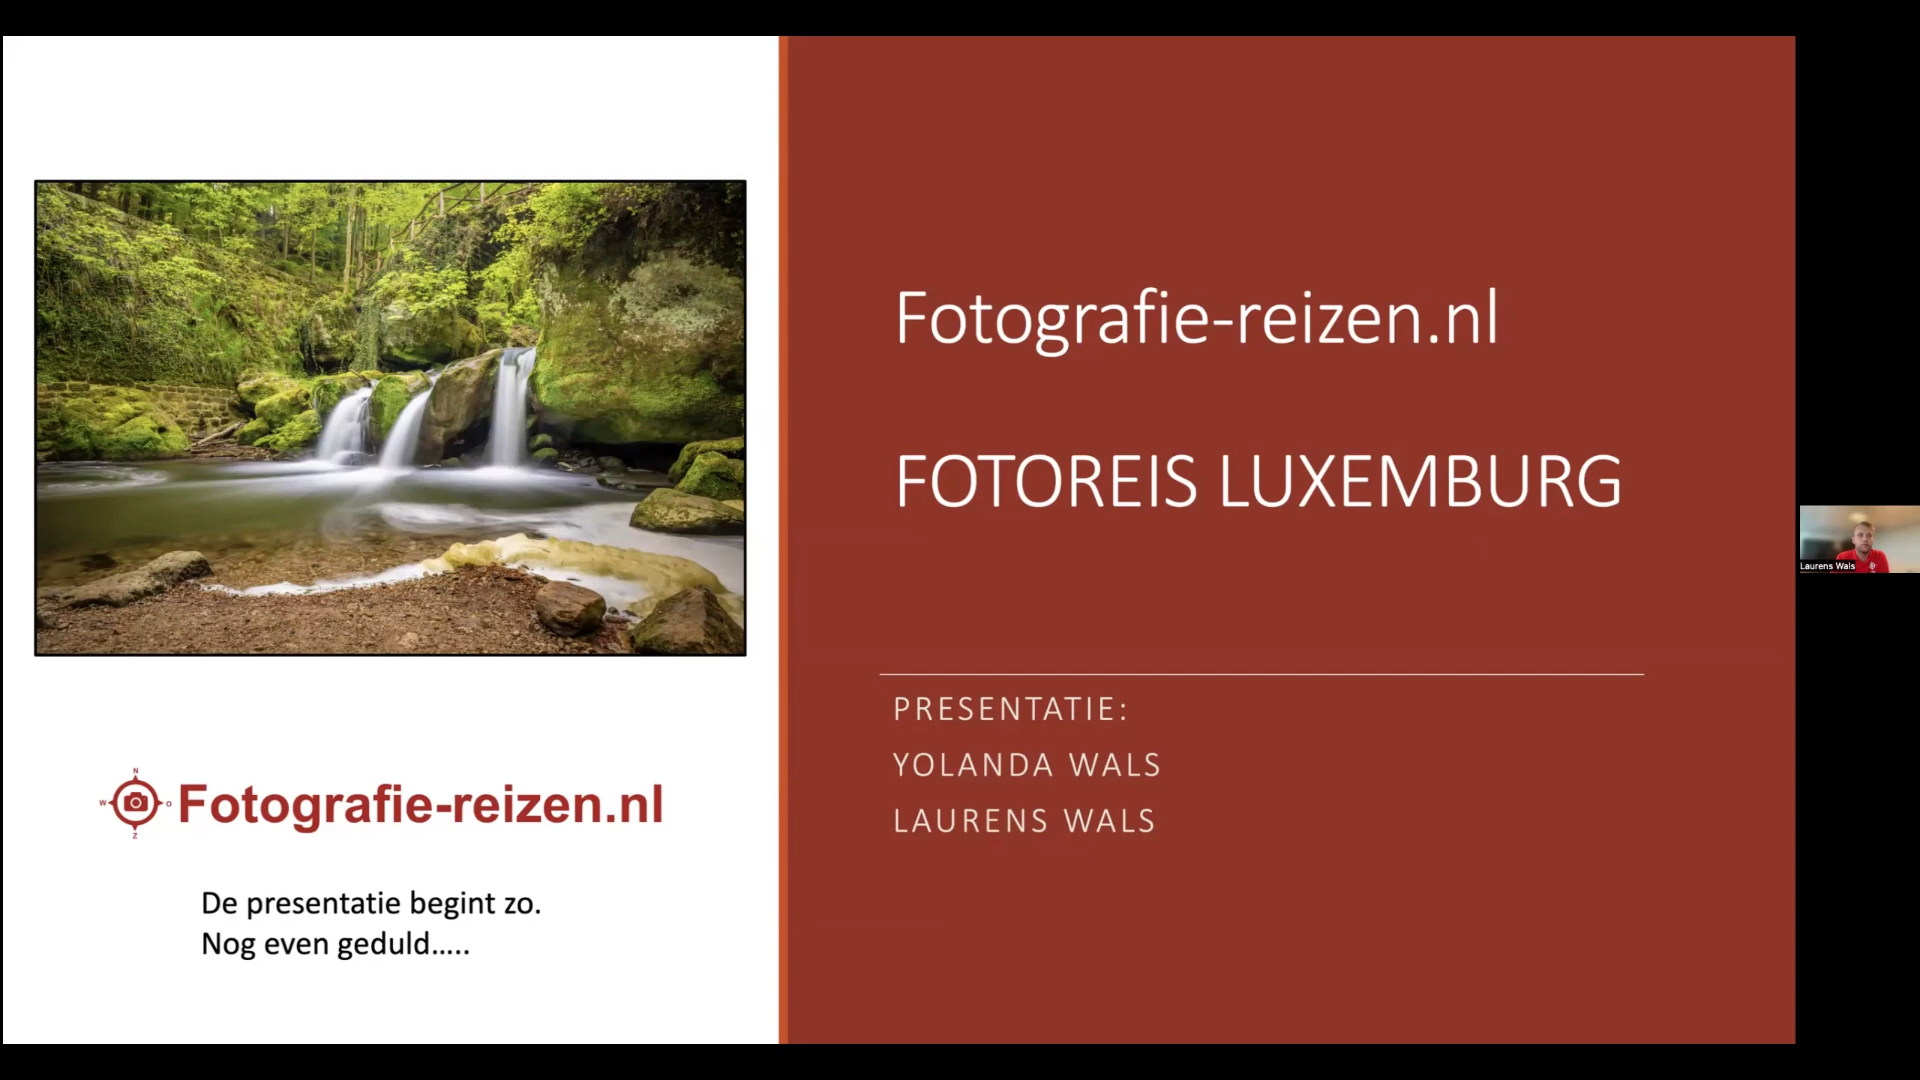 Fotografie-reizen.nl
FOTOREIS LUXEMBURG
PRESENTATIE:
YOLANDA WALS
LAURENS WALS
N
W
O
Z
Fotografie-reizen.nl
De presentatie begint zo.
Nog even geduld.....
Laurens Wals